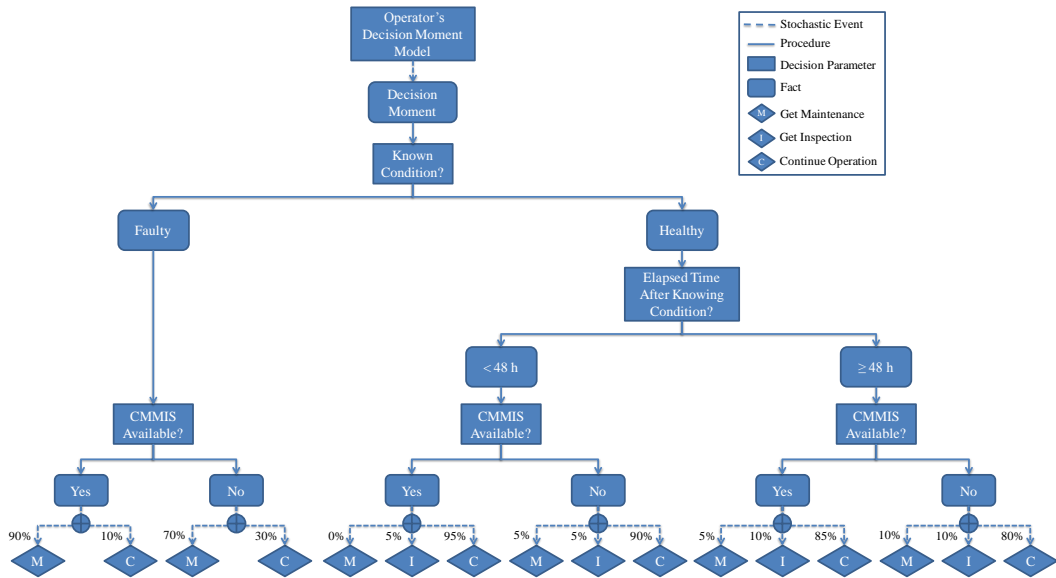 Operator's
Decision Moment
Model
Stochastic Event
Procedure
Decision Parameter
Fact
M Get Maintenance
I Get Inspection
C Continue Operation
Decision
Moment
Known
Condition?
Faulty
Healthy
Elapsed Time
After Knowing
Condition?
< 48 h
≥ 48 h
CMMIS
Available?
CMMIS
Available?
CMMIS
Available?
Yes
No
Yes
No
Yes
No
90% 10% 70% 30% 0% 5% 95% 5% 5% 90% 5% 10% 85% 10% 10% 80%
M C M C M I C M I C M I C M I C